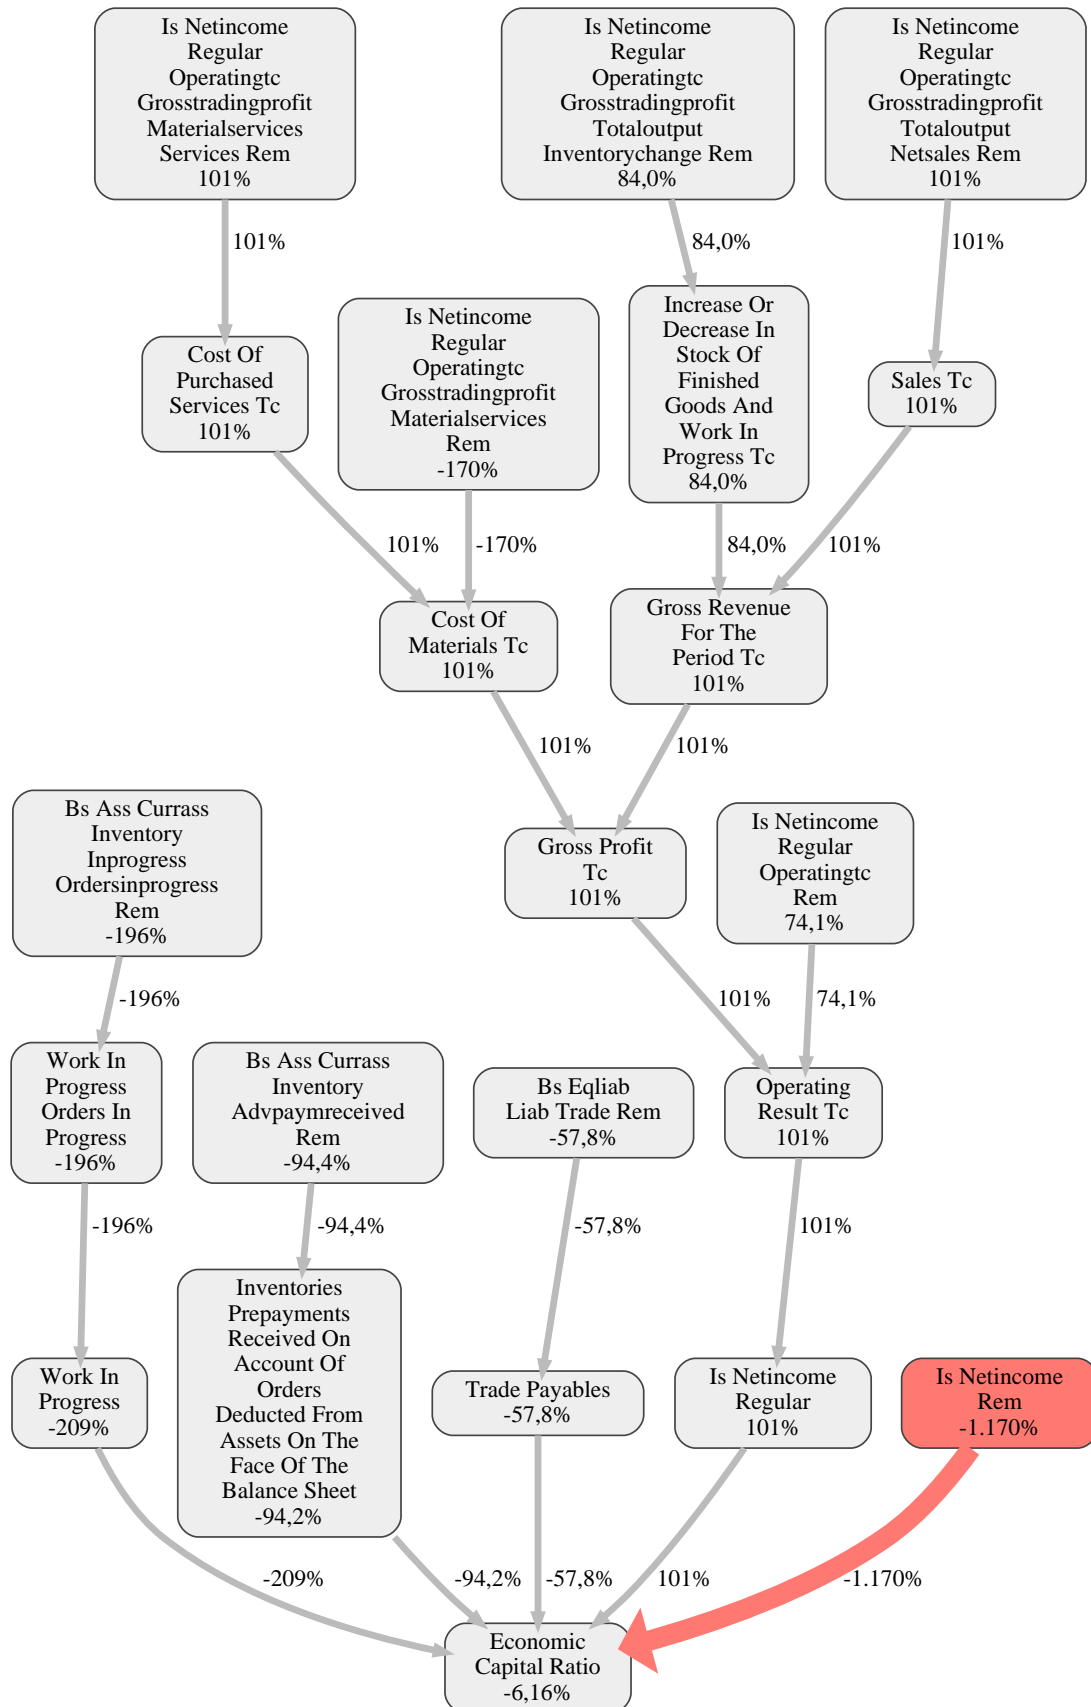 Is Netincome
Regular
Operatingtc
Grosstradingprofit
Materialservices
Services Rem
101%
Is Netincome
Regular
Operatingtc
Grosstradingprofit
Totaloutput
Inventorychange Rem
84,0%
Is Netincome
Regular
Operatingtc
Grosstradingprofit
Totaloutput
Netsales Rem
101%
101%
84,0%
101%
Cost Of
Purchased
Services Tc
101%
Is Netincome
Regular
Operatingtc
Grosstradingprofit
Materialservices
Rem
-170%
Increase Or
Decrease In
Stock Of
Finished
Goods And
Work In
Progress Tc
84,0%
Sales Tc
101%
101%
-170%
84,0%
101%
Cost Of
Materials Tc
101%
Gross Revenue
For The
Period Tc
101%
101%
101%
Bs Ass Currass
Inventory
Inprogress
Ordersinprogress
Rem
-196%
Gross Profit
Tc
101%
Is Netincome
Regular
Operatingtc
Rem
74,1%
-196%
101%
74,1%
Work In
Progress
Orders In
Progress
-196%
Bs Ass Currass
Inventory
Advpaymreceived
Rem
-94,4%
Bs Eqliab
Liab Trade Rem
-57,8%
Operating
Result Tc
101%
-196%
-94,4%
-57,8%
101%
Work In
Progress
-209%
Inventories
Prepayments
Received On
Account Of
Orders
Deducted From
Assets On The
Face Of The
Balance Sheet
-94,2%
Trade Payables
-57,8%
Is Netincome
Regular
101%
Is Netincome
Rem
-1.170%
-209%
-94,2%
-57,8%
101%
-1.170%
Economic
Capital Ratio
-6,16%